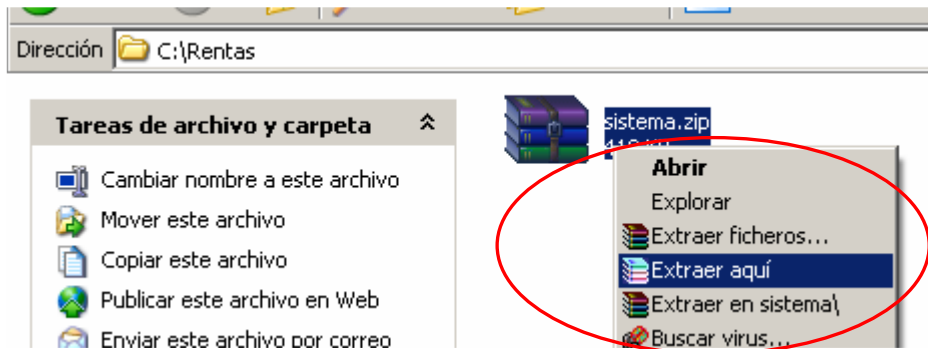 Dirección C:\Rentas
Tareas de archivo y carpeta
Cambiar nombre a este archivo
Mover este archivo
Copiar este archivo
Publicar este archivo en Web
Enviar este archivo por correo
sistema.zip
Abrir
Explorar
Extraer ficheros...
Extraer aquí
Extraer en sistema\
Buscar virus...